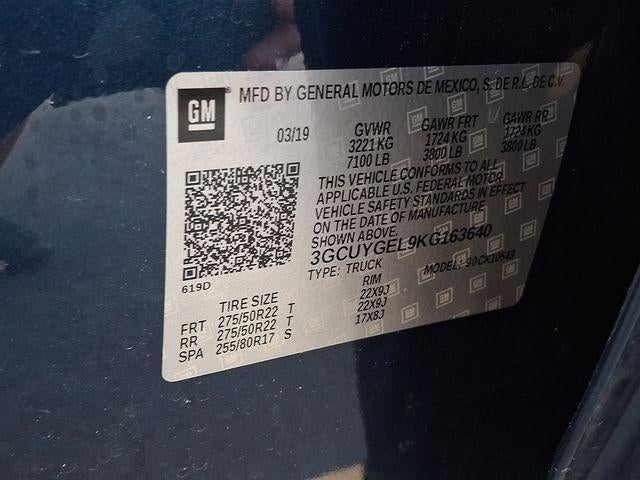 GM
MFD BY GENERAL MOTORS DE MEXICO, S. DE R.L. DE C.V.
03/19 GVWR GAWR FRT GAWR RR
3221 KG 1724 KG 1724 KG
7100 LB 3800 LB 3800 LB
THIS VEHICLE CONFORMS TO ALL
APPLICABLE U.S. FEDERAL MOTOR
VEHICLE SAFETY STANDARDS IN EFFECT
ON THE DATE OF MANUFACTURE
SHOWN ABOVE.
3GCUYGEL9KG163640
TYPE: TRUCK MODEL: 90CK10543
619D
TIRE SIZE RIM
FRT 275/50R22 T 22X9J
RR 275/50R22 T 22X9J
SPA 255/80R17 S 17X8J